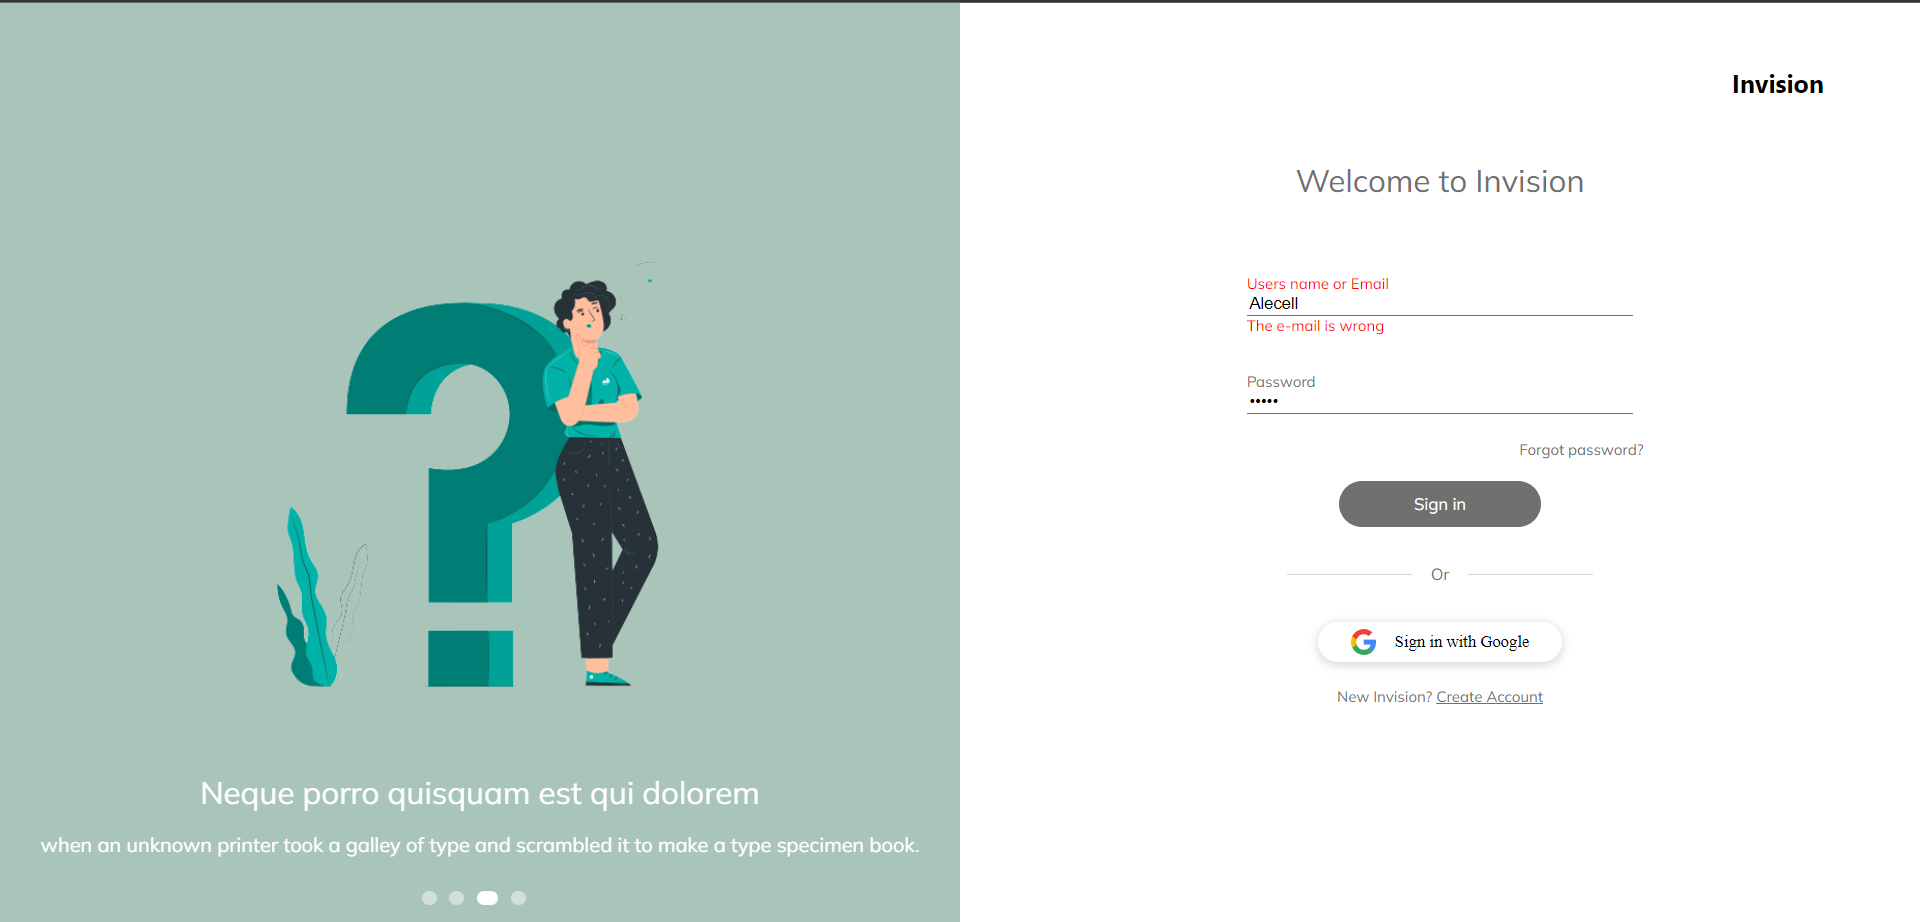 Invision
Welcome to Invision
Users name or Email
Alecell
The e-mail is wrong
Password
•••••
Forgot password?
Sign in
Or
Sign in with Google
New Invision? Create Account
Neque porro quisquam est qui dolorem
when an unknown printer took a galley of type and scrambled it to make a type specimen book.